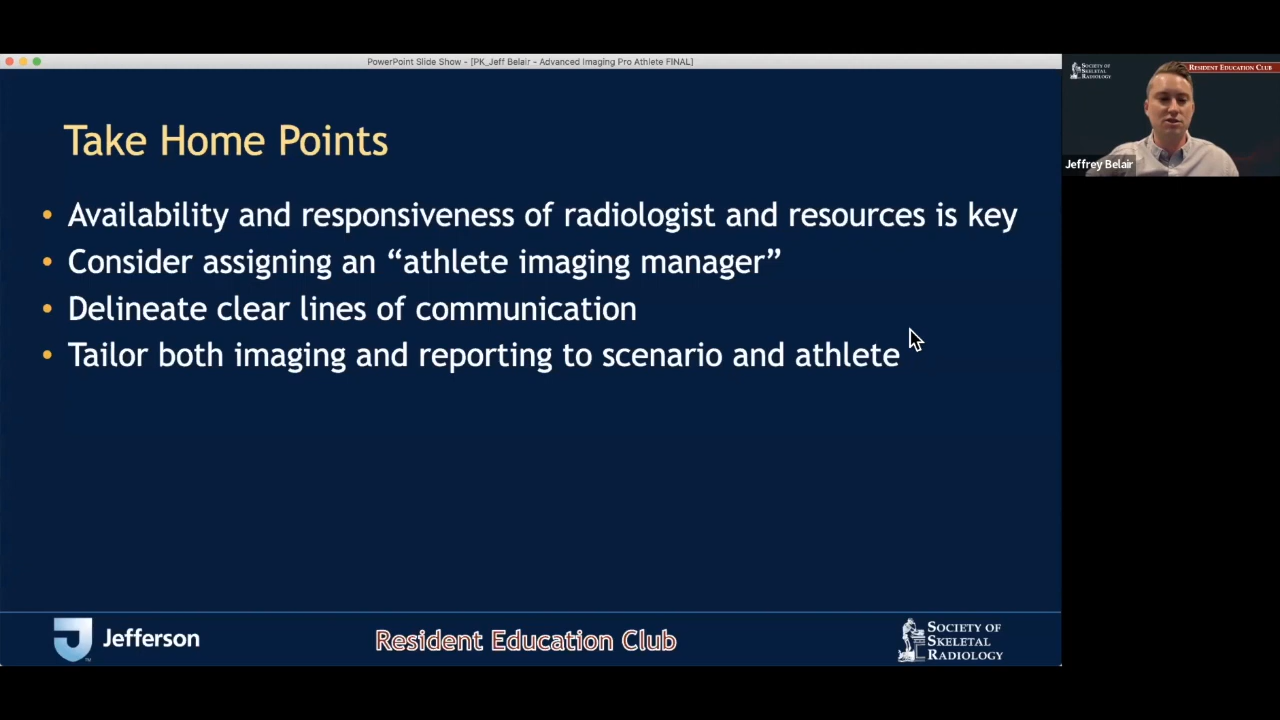 PowerPoint Slide Show - [PK_Jeff Belair - Advanced Imaging Pro Athlete FINAL]
Take Home Points
• Availability and responsiveness of radiologist and resources is key
• Consider assigning an “athlete imaging manager”
• Delineate clear lines of communication
• Tailor both imaging and reporting to scenario and athlete
Jefferson
TM
Resident Education Club
SOCIETY OF
SKELETAL
RADIOLOGY
SOCIETY OF
SKELETAL
RADIOLOGY
RESIDENT EDUCATION CLUB
Jeffrey Belair